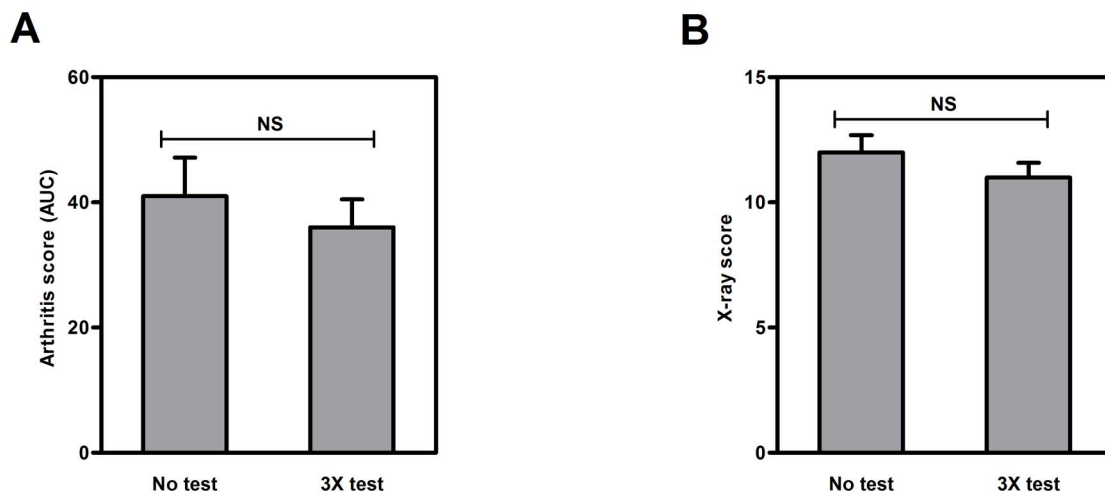 A
Arthritis score (AUC)
60
40
20
0
NS
No test
3X test
B
X-ray score
15
10
5
0
NS
No test
3X test